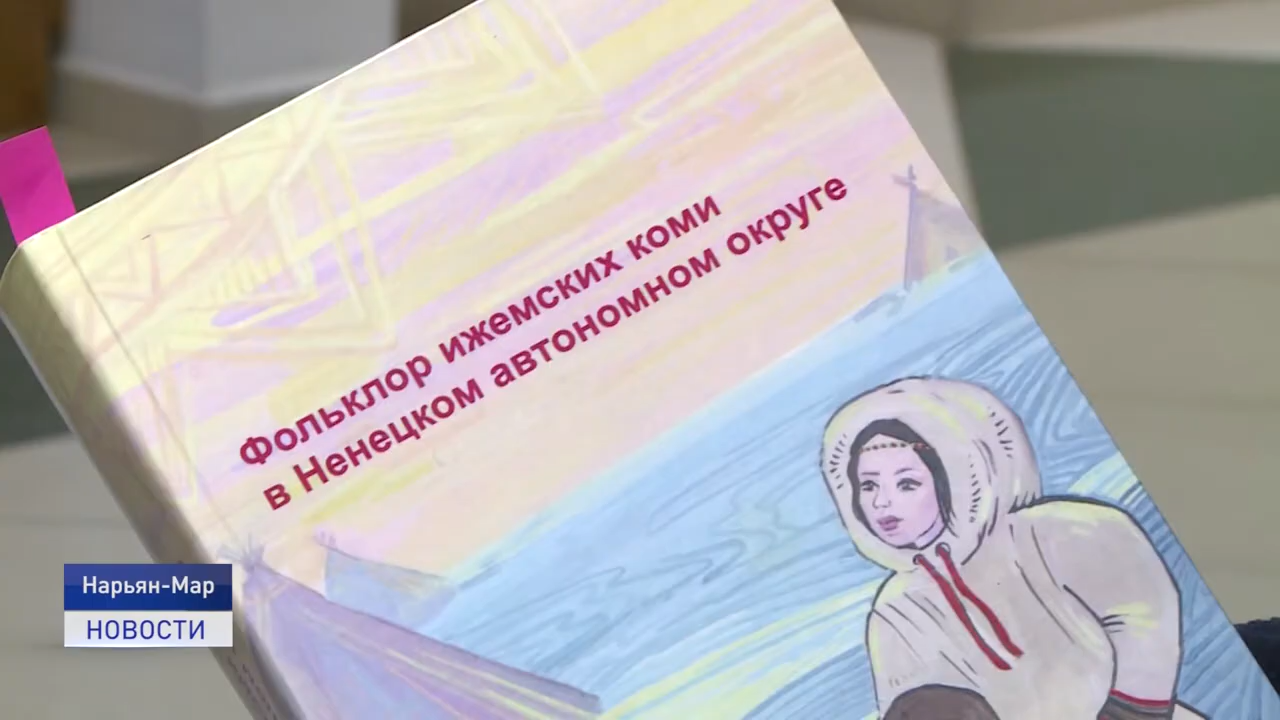 Фольклор ижемских коми
в Ненецком автономном округе
Нарьян-Мар
НОВОСТИ